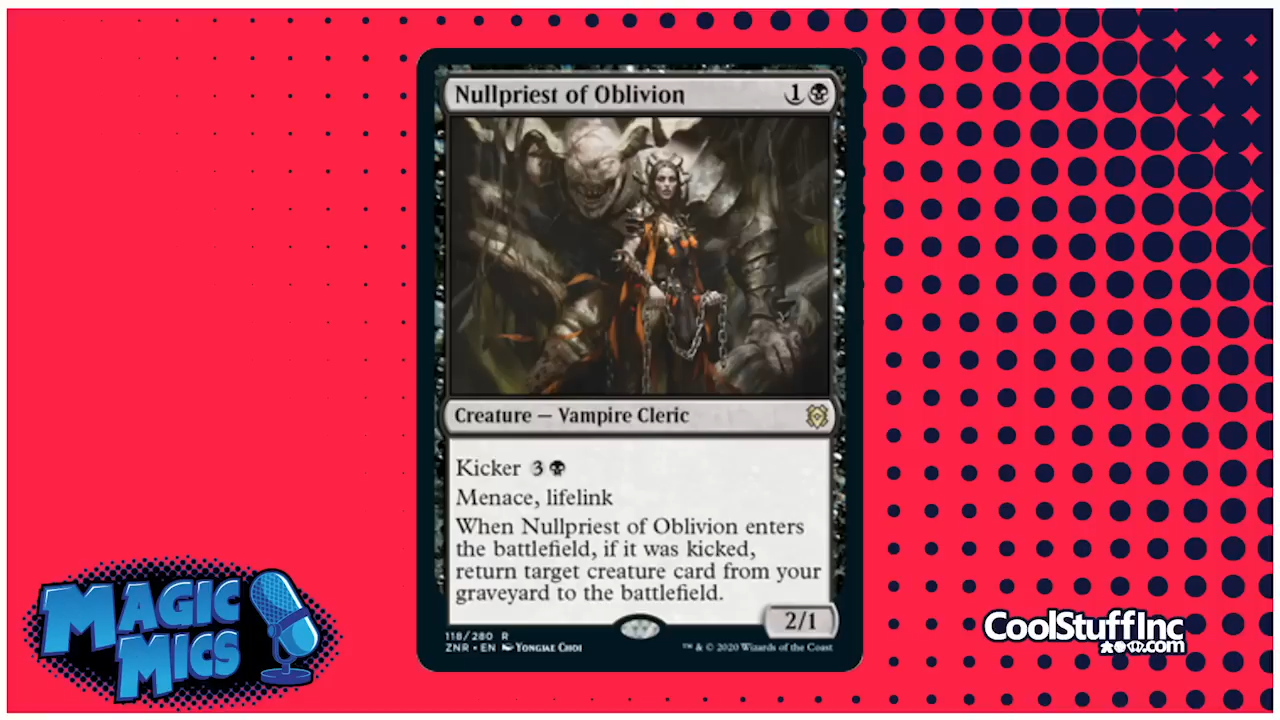 Nullpriest of Oblivion 1
Creature — Vampire Cleric
Kicker 3
Menace, lifelink
When Nullpriest of Oblivion enters
the battlefield, if it was kicked,
return target creature card from your
graveyard to the battlefield.
2/1
118/280 R
ZNR • EN Yongjae Choi
™ & © 2020 Wizards of the Coast
MAGIC
MICS
CoolStuffInc
.com